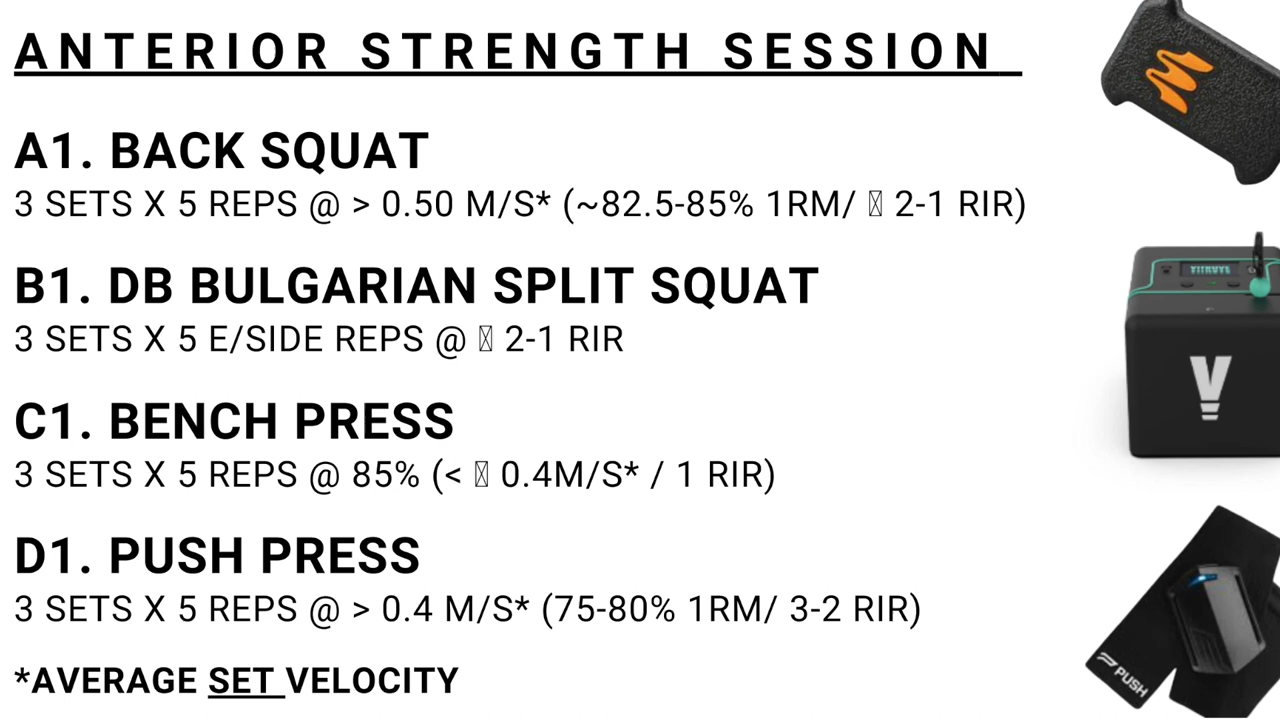 ANTERIOR STRENGTH SESSION
A1. BACK SQUAT
3 SETS X 5 REPS @ > 0.50 M/S* (~82.5-85% 1RM/ 􏰀 2-1 RIR)
B1. DB BULGARIAN SPLIT SQUAT
3 SETS X 5 E/SIDE REPS @ 􏰀 2-1 RIR
C1. BENCH PRESS
3 SETS X 5 REPS @ 85% (< 􏰀 0.4M/S* / 1 RIR)
D1. PUSH PRESS
3 SETS X 5 REPS @ > 0.4 M/S* (75-80% 1RM/ 3-2 RIR)
*AVERAGE SET VELOCITY
VITRUVE
PUSH